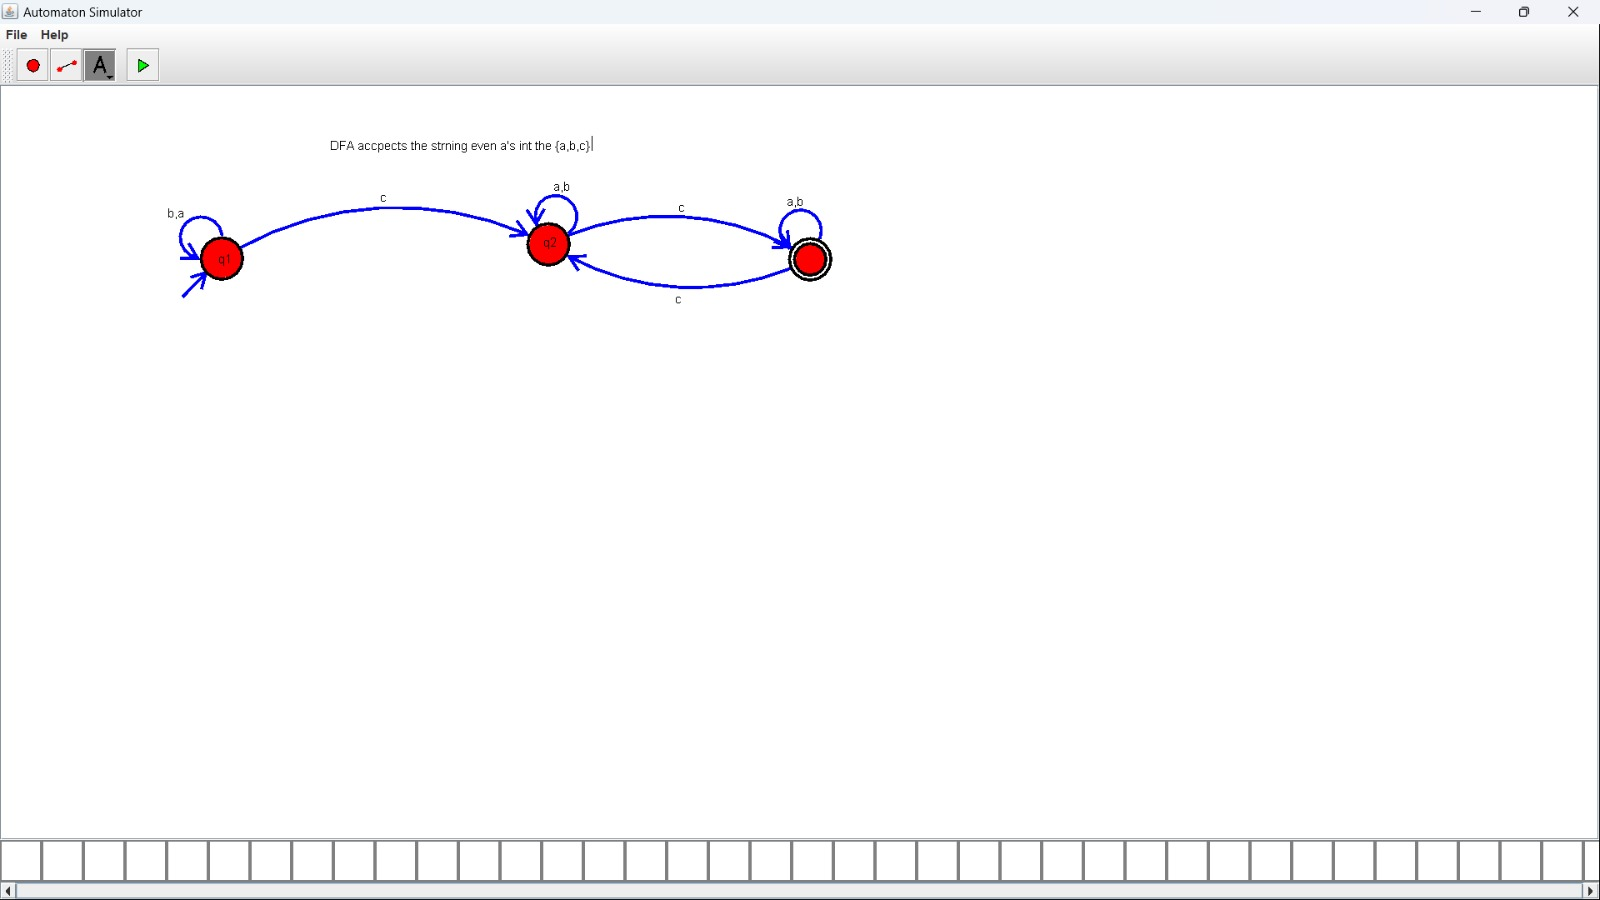 Automaton Simulator
File Help
A
DFA accpects the strning even a's int the {a,b,c}
a,b
c
a,b
c
b,a
q2
q1
c